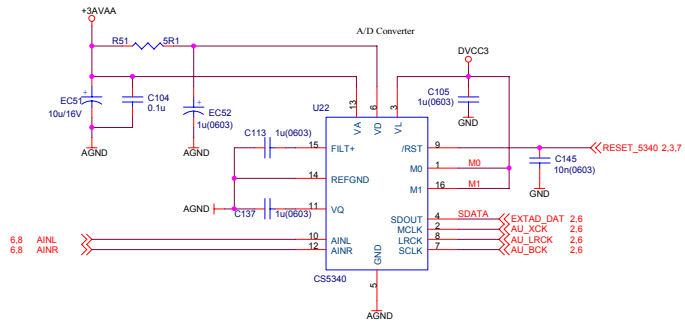 +3AVAA
A/D Converter
R51 5R1
DVCC3
EC51
10u/16V
C104
0.1u
EC52
1u(0603)
C105
1u(0603)
GND
AGND
AGND
U22
13 6 3
VA VD VL
C113 1u(0603)
15 FILT+
/RST 9
RESET_5340 2,3,7
M0 1 M0
C145
10n(0603)
14 REFGND
M1 16 M1
GND
AGND
C137 1u(0603)
11 VQ
SDOUT 4 SDATA EXTAD_DAT 2,6
MCLK 2 AU_XCK 2,6
6,8 AINL 10 AINL
LRCK 8 AU_LRCK 2,6
6,8 AINR 12 AINR
SCLK 7 AU_BCK 2,6
GND
CS5340
5
AGND